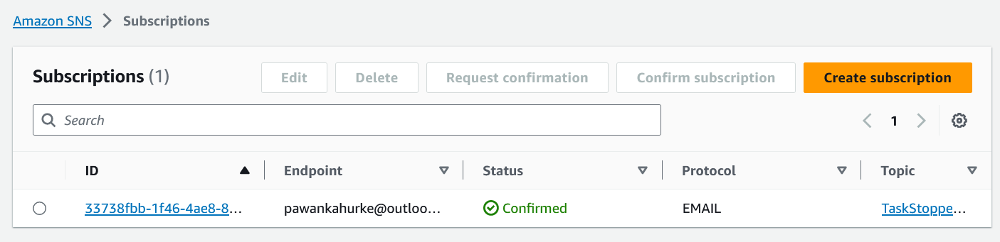 Amazon SNS > Subscriptions
Subscriptions (1) Edit Delete Request confirmation Confirm subscription Create subscription
Search 1
ID Endpoint Status Protocol Topic
33738fbb-1f46-4ae8-8... pawankahurke@outloo... Confirmed EMAIL TaskStoppe...